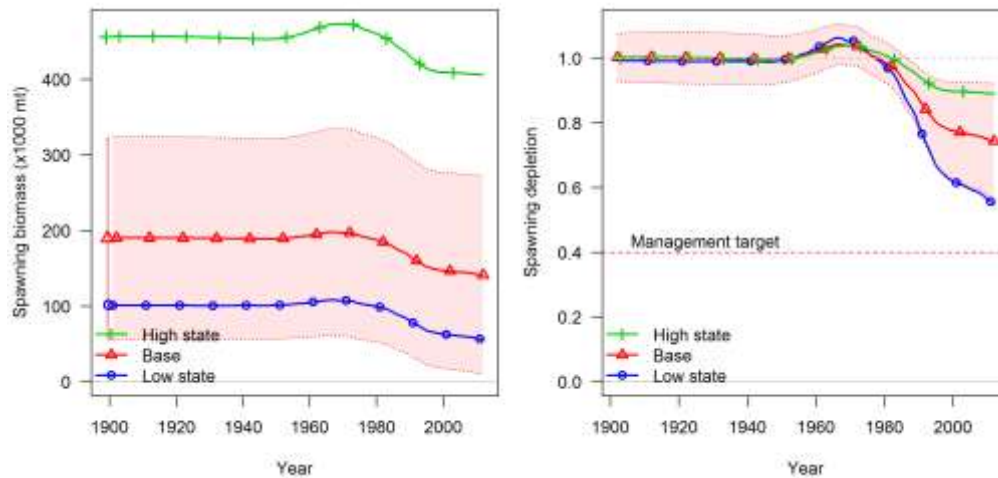 Spawning biomass (x1000 mt)
400
300
200
100
0
High state
Base
Low state
1900 1920 1940 1960 1980 2000
Year
Spawning depletion
1.0
0.8
0.6
0.4
0.2
0.0
Management target
High state
Base
Low state
1900 1920 1940 1960 1980 2000
Year